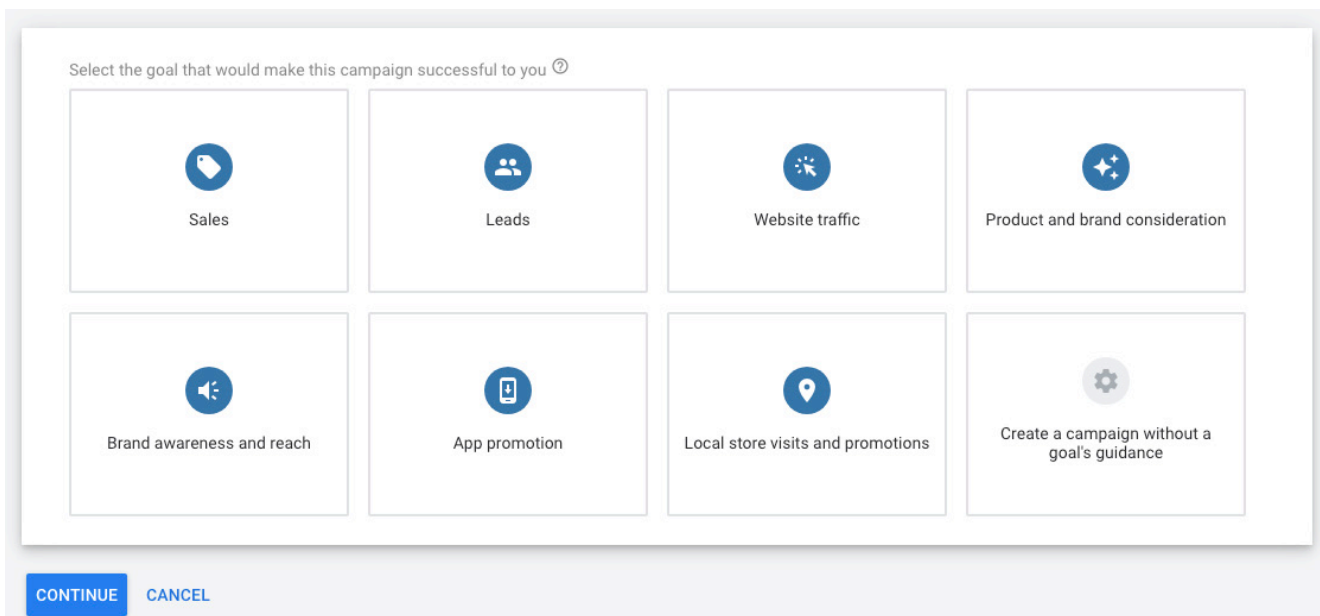 Select the goal that would make this campaign successful to you
Sales
Leads
Website traffic
Product and brand consideration
Brand awareness and reach
App promotion
Local store visits and promotions
Create a campaign without a
goal's guidance
CONTINUE
CANCEL